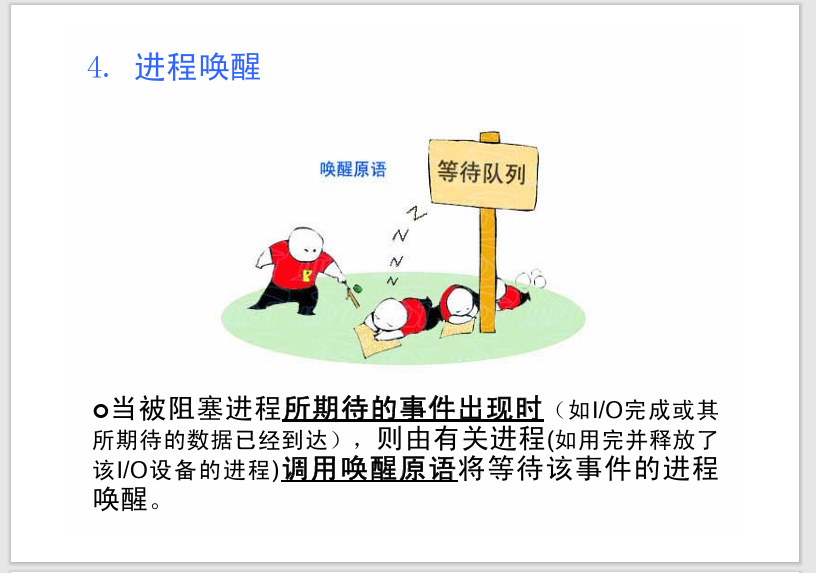 4. 进程唤醒
唤醒原语
等待队列
P
当被阻塞进程所期待的事件出现时（如I/O完成或其
所期待的数据已经到达），则由有关进程(如用完并释放了
该I/O设备的进程)调用唤醒原语将等待该事件的进程
唤醒。